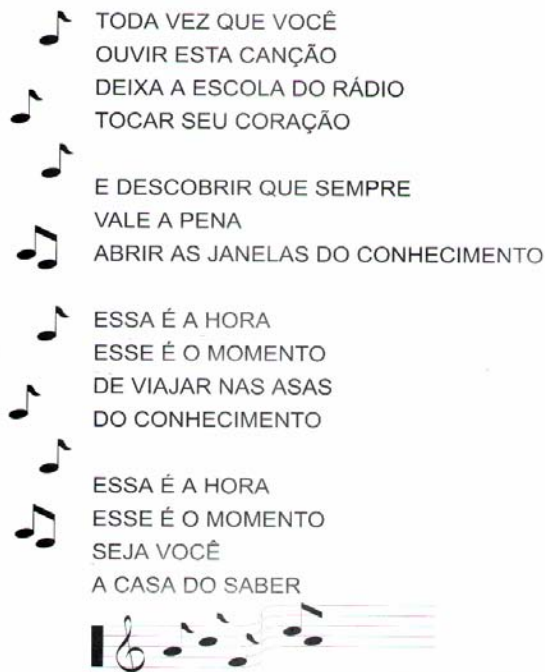 TODA VEZ QUE VOCÊ
OUVIR ESTA CANÇÃO
DEIXA A ESCOLA DO RÁDIO
TOCAR SEU CORAÇÃO
E DESCOBRIR QUE SEMPRE
VALE A PENA
ABRIR AS JANELAS DO CONHECIMENTO
ESSA É A HORA
ESSE É O MOMENTO
DE VIAJAR NAS ASAS
DO CONHECIMENTO
ESSA É A HORA
ESSE É O MOMENTO
SEJA VOCÊ
A CASA DO SABER